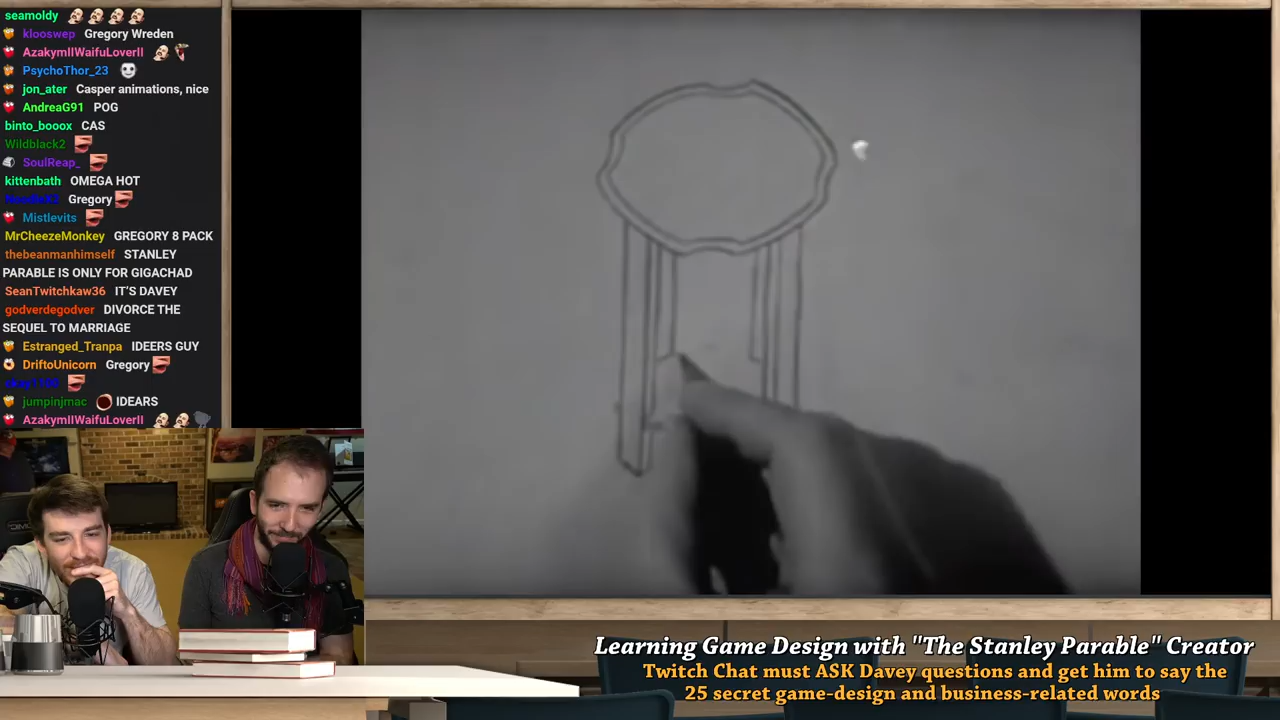 seamoldy
klooswep Gregory Wreden
AzakymIIWaifuLoverII
PsychoThor_23
jon_ater Casper animations, nice
AndreaG91 POG
binto_booox CAS
Wildblack2
SoulReap_
kittenbath OMEGA HOT
Gregory
Mistlevits
MrCheezeMonkey GREGORY 8 PACK
thebeanmanhimself STANLEY
PARABLE IS ONLY FOR GIGACHAD
SeanTwitchkaw36 IT'S DAVEY
godverdegodver DIVORCE THE
SEQUEL TO MARRIAGE
Estranged_Tranpa IDEERS GUY
DriftoUnicorn Gregory
jumpinjmac IDEARS
AzakymIIWaifuLoverII
Learning Game Design with "The Stanley Parable" Creator
Twitch Chat must ASK Davey questions and get him to say the
25 secret game-design and business-related words